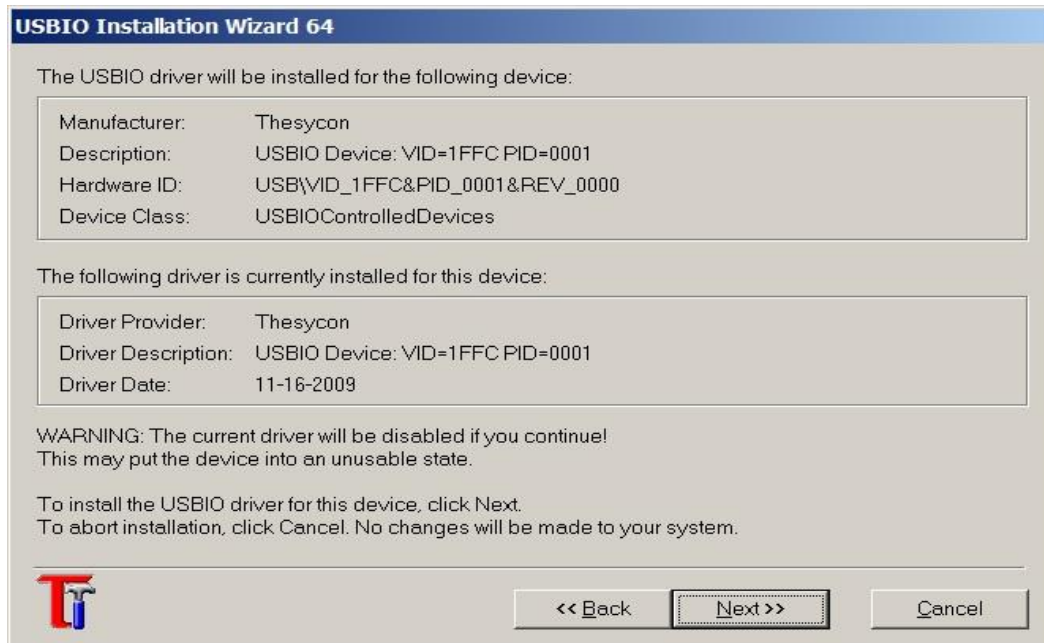 USBIO Installation Wizard 64
The USBIO driver will be installed for the following device:
Manufacturer: Thesycon
Description: USBIO Device: VID=1FFC PID=0001
Hardware ID: USB\VID_1FFC&PID_0001&REV_0000
Device Class: USBIOControlledDevices
The following driver is currently installed for this device:
Driver Provider: Thesycon
Driver Description: USBIO Device: VID=1FFC PID=0001
Driver Date: 11-16-2009
WARNING: The current driver will be disabled if you continue!
This may put the device into an unusable state.
To install the USBIO driver for this device, click Next.
To abort installation, click Cancel. No changes will be made to your system.
<< Back Next >> Cancel